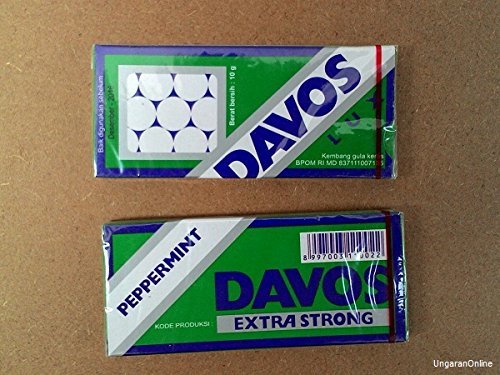 Baik digunakan sebelum
Berat bersih : 10 g
DAVOS
Kembang gula keras
BPOM RI MD
PEPPERMINT
KODE PRODUKSI
DAVOS
EXTRA STRONG
UngaranOnline